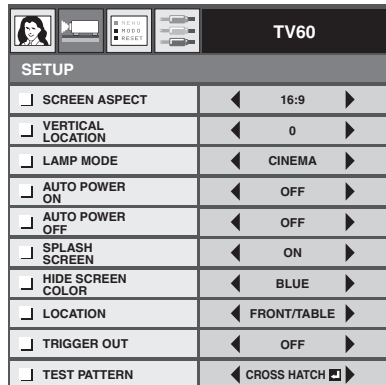 MENU
MODO
RESET
TV60
SETUP
SCREEN ASPECT 16:9
VERTICAL
LOCATION 0
LAMP MODE CINEMA
AUTO POWER
ON OFF
AUTO POWER
OFF OFF
SPLASH
SCREEN ON
HIDE SCREEN
COLOR BLUE
LOCATION FRONT/TABLE
TRIGGER OUT OFF
TEST PATTERN CROSS HATCH